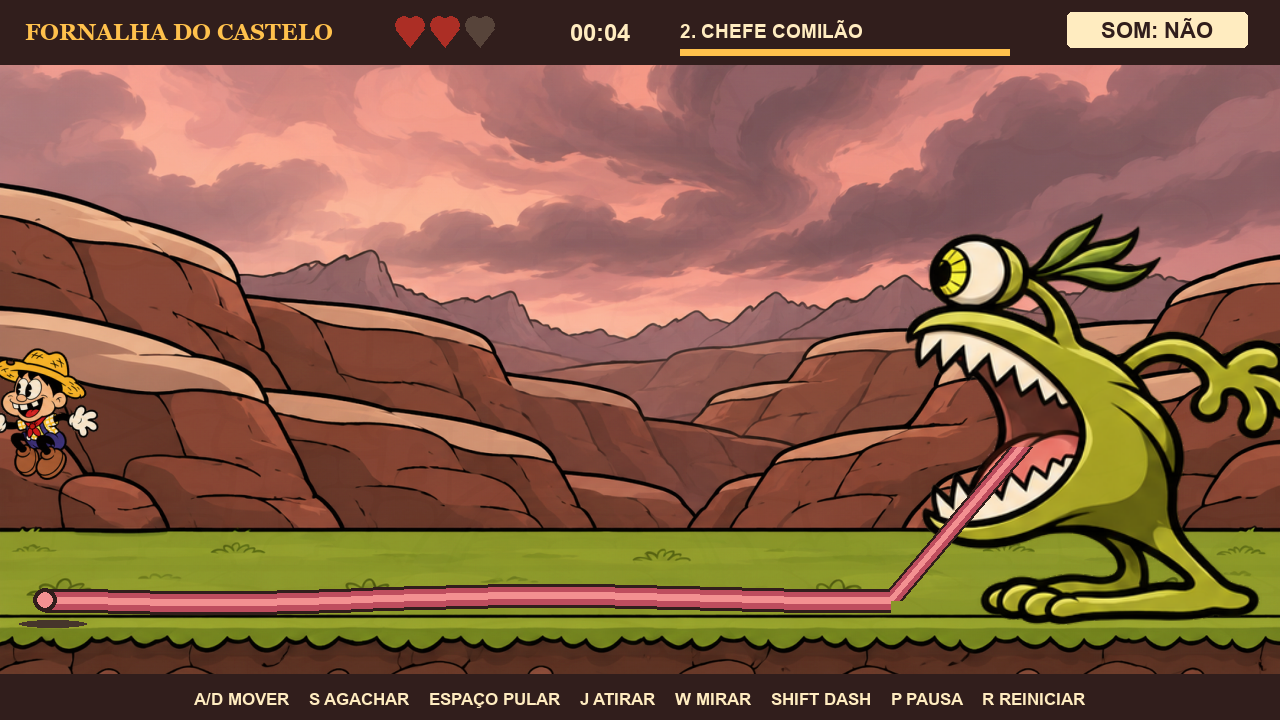 FORNALHA DO CASTELO
00:04
2. CHEFE COMILÃO
SOM: NÃO
A/D MOVER S AGACHAR ESPAÇO PULAR J ATIRAR W MIRAR SHIFT DASH P PAUSA R REINICIAR